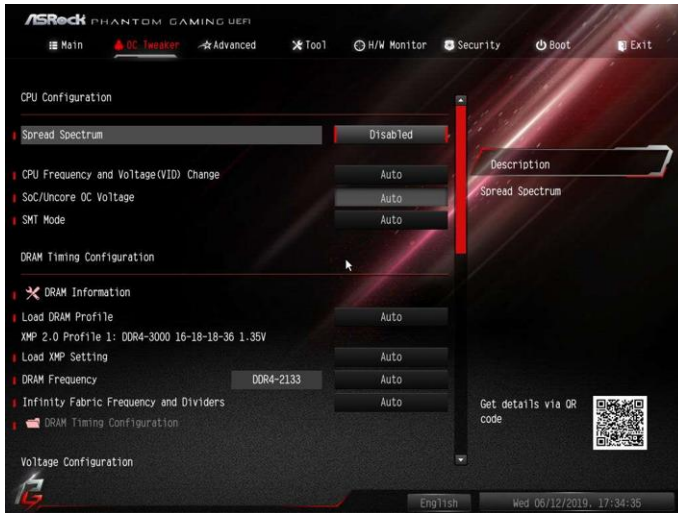 ASRock PHANTOM GAMING UEFI
Main OC Tweaker Advanced Tool H/W Monitor Security Boot Exit
CPU Configuration
Spread Spectrum Disabled
Description
CPU Frequency and Voltage(VID) Change Auto
Spread Spectrum
SoC/Uncore OC Voltage Auto
SMT Mode Auto
DRAM Timing Configuration
DRAM Information
Load DRAM Profile Auto
XMP 2.0 Profile 1: DDR4-3000 16-18-18-36 1.35V
Load XMP Setting Auto
DRAM Frequency DDR4-2133 Auto
Infinity Fabric Frequency and Dividers Auto
Get details via QR
code
DRAM Timing Configuration
Voltage Configuration
English Wed 06/12/2019, 17:34:35